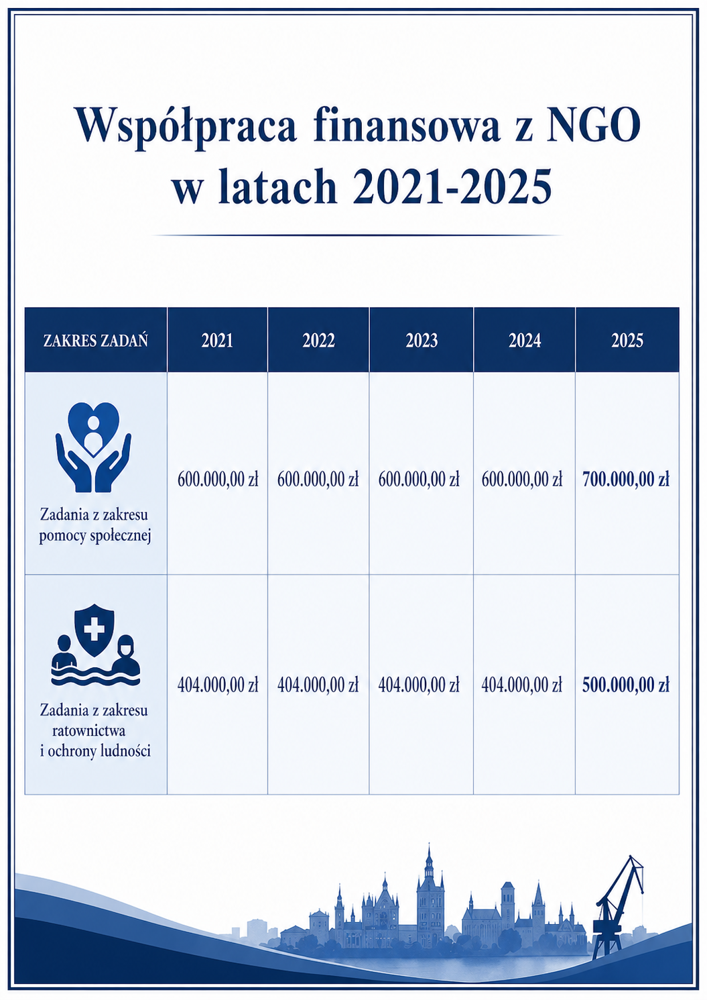 Współpraca finansowa z NGO
w latach 2021-2025
ZAKRES ZADAŃ 2021 2022 2023 2024 2025
Zadania z zakresu
pomocy społecznej
600.000,00 zł 600.000,00 zł 600.000,00 zł 600.000,00 zł 700.000,00 zł
Zadania z zakresu
ratownictwa
i ochrony ludności
404.000,00 zł 404.000,00 zł 404.000,00 zł 404.000,00 zł 500.000,00 zł